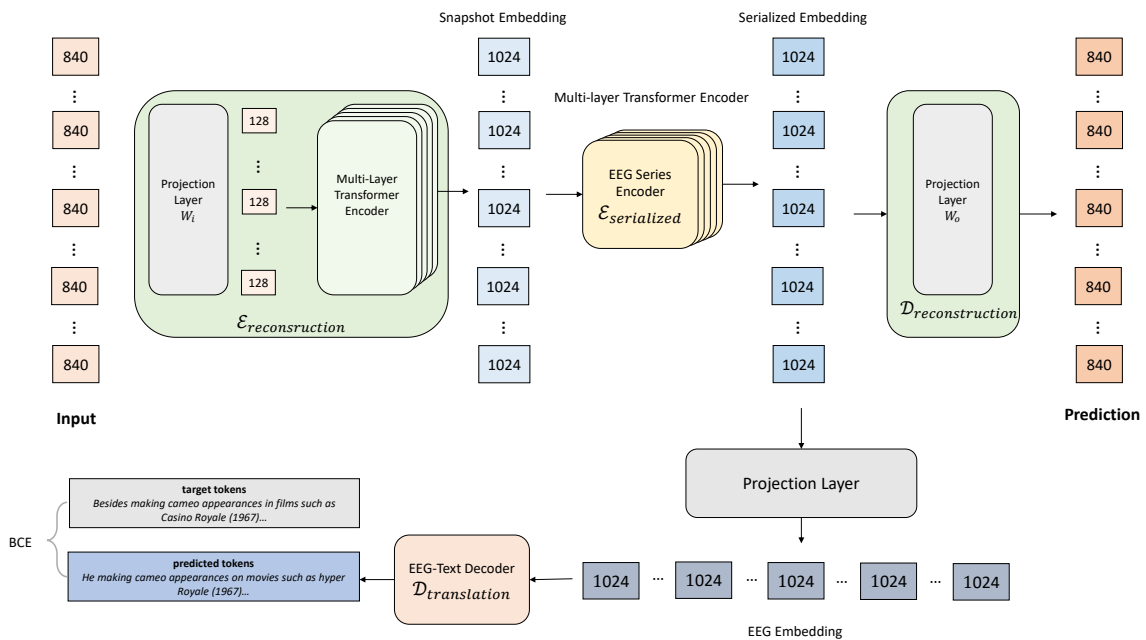 Snapshot Embedding
Serialized Embedding
840
840
840
840
840
Input
Projection
Layer
W_i
128
128
128
Multi-Layer
Transformer
Encoder
ℰ_reconsruction
1024
1024
1024
1024
1024
Multi-layer Transformer Encoder
EEG Series
Encoder
ℰ_serialized
1024
1024
1024
1024
1024
Projection
Layer
W_o
𝒟_reconstruction
840
840
840
840
840
Prediction
Projection Layer
1024 ... 1024 ... 1024 ... 1024 ... 1024
EEG Embedding
EEG-Text Decoder
𝒟_translation
BCE
target tokens
Besides making cameo appearances in films such as
Casino Royale (1967)...
predicted tokens
He making cameo appearances on movies such as hyper
Royale (1967)...